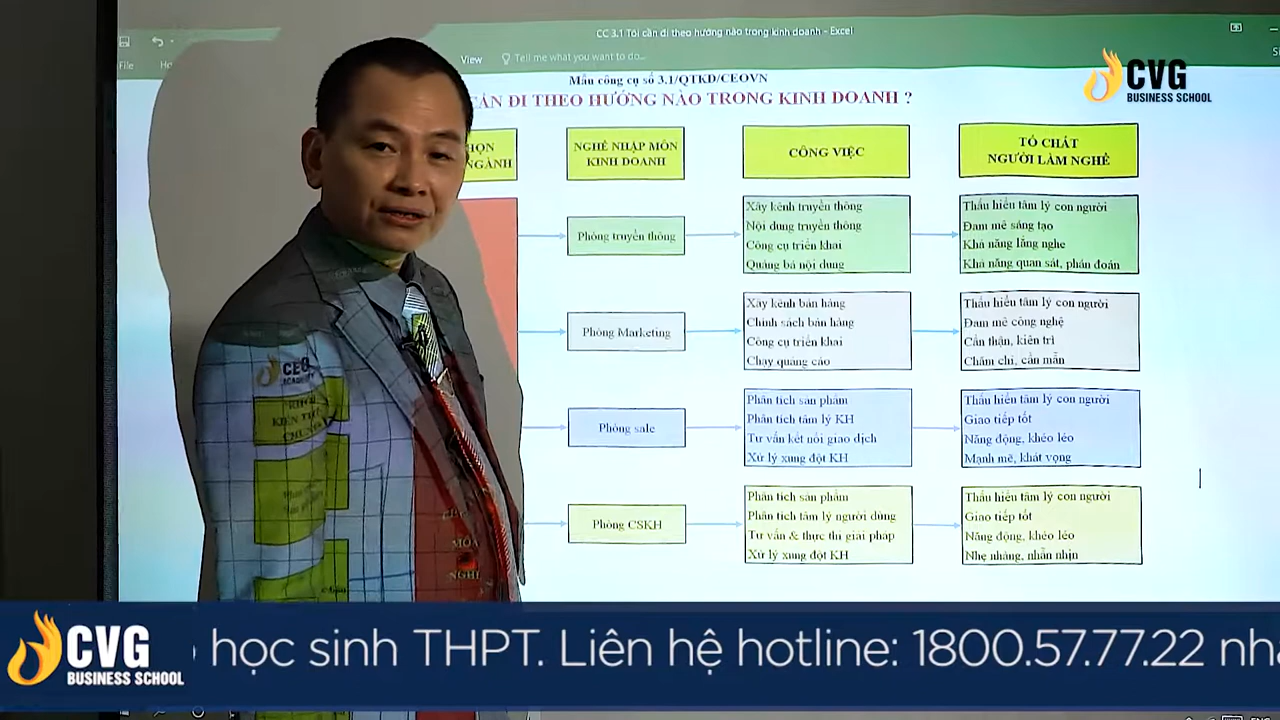 CC 3.1 Tôi cần đi theo hướng nào trong kinh doanh - Excel
File
View
Tell me what you want to do...
Mẫu công cụ số 3.1/QTKD/CEOVN
CẦN ĐI THEO HƯỚNG NÀO TRONG KINH DOANH ?
CVG
BUSINESS SCHOOL
NGÀNH
NGHỀ NHẬP MÔN
KINH DOANH
CÔNG VIỆC
TỐ CHẤT
NGƯỜI LÀM NGHỀ
Phòng truyền thông
Xây kênh truyền thông
Nội dung truyền thông
Công cụ triển khai
Quảng bá nội dung
Thấu hiểu tâm lý con người
Đam mê sáng tạo
Khả năng lắng nghe
Khả năng quan sát, phán đoán
Phòng Marketing
Xây kênh bán hàng
Chính sách bán hàng
Công cụ triển khai
Chạy quảng cáo
Thấu hiểu tâm lý con người
Đam mê công nghệ
Cẩn thận, kiên trì
Chăm chỉ, cần mẫn
Phòng sale
Phân tích sản phẩm
Phân tích tâm lý KH
Tư vấn kết nối giao dịch
Xử lý xung đột KH
Thấu hiểu tâm lý con người
Giao tiếp tốt
Năng động, khéo léo
Mạnh mẽ, khát vọng
Phòng CSKH
Phân tích sản phẩm
Phân tích tâm lý người dùng
Tư vấn & thực thi giải pháp
Xử lý xung đột KH
Thấu hiểu tâm lý con người
Giao tiếp tốt
Năng động, khéo léo
Nhẹ nhàng, nhẫn nhịn
CEO
ACADEMY
KIẾN THỨC
CHUNG
MÔN
NGHỀ
CVG
BUSINESS SCHOOL
học sinh THPT. Liên hệ hotline: 1800.57.77.22